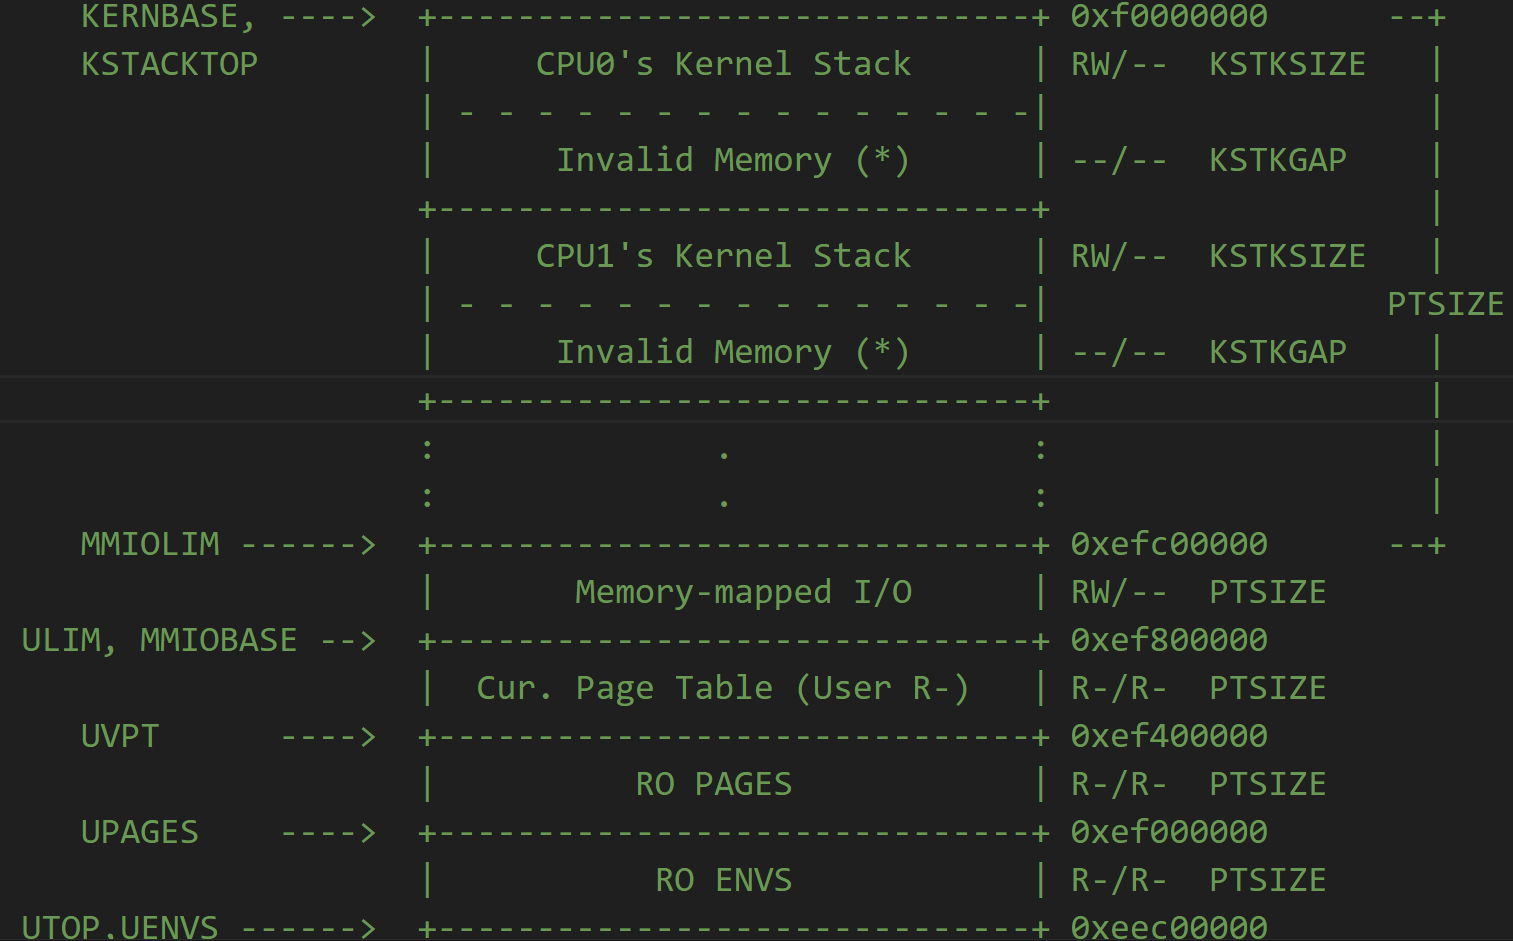 KERNBASE, ---->  +------------------------------+ 0xf0000000      --+
   KSTACKTOP        |     CPU0's Kernel Stack      | RW/--  KSTKSIZE   |
                    | - - - - - - - - - - - - - - -|                   |
                    |      Invalid Memory (*)      | --/--  KSTKGAP    |
                    +------------------------------+                   |
                    |     CPU1's Kernel Stack      | RW/--  KSTKSIZE   |
                    | - - - - - - - - - - - - - - -|                 PTSIZE
                    |      Invalid Memory (*)      | --/--  KSTKGAP    |
                    +------------------------------+                   |
                    :              .               :                   |
                    :              .               :                   |
   MMIOLIM ------>  +------------------------------+ 0xefc00000      --+
                    |       Memory-mapped I/O      | RW/--  PTSIZE
ULIM, MMIOBASE -->  +------------------------------+ 0xef800000
                    |  Cur. Page Table (User R-)   | R-/R-  PTSIZE
   UVPT      ---->  +------------------------------+ 0xef400000
                    |          RO PAGES            | R-/R-  PTSIZE
   UPAGES    ---->  +------------------------------+ 0xef000000
                    |           RO ENVS            | R-/R-  PTSIZE
UTOP,UENVS ------>  +------------------------------+ 0xeec00000